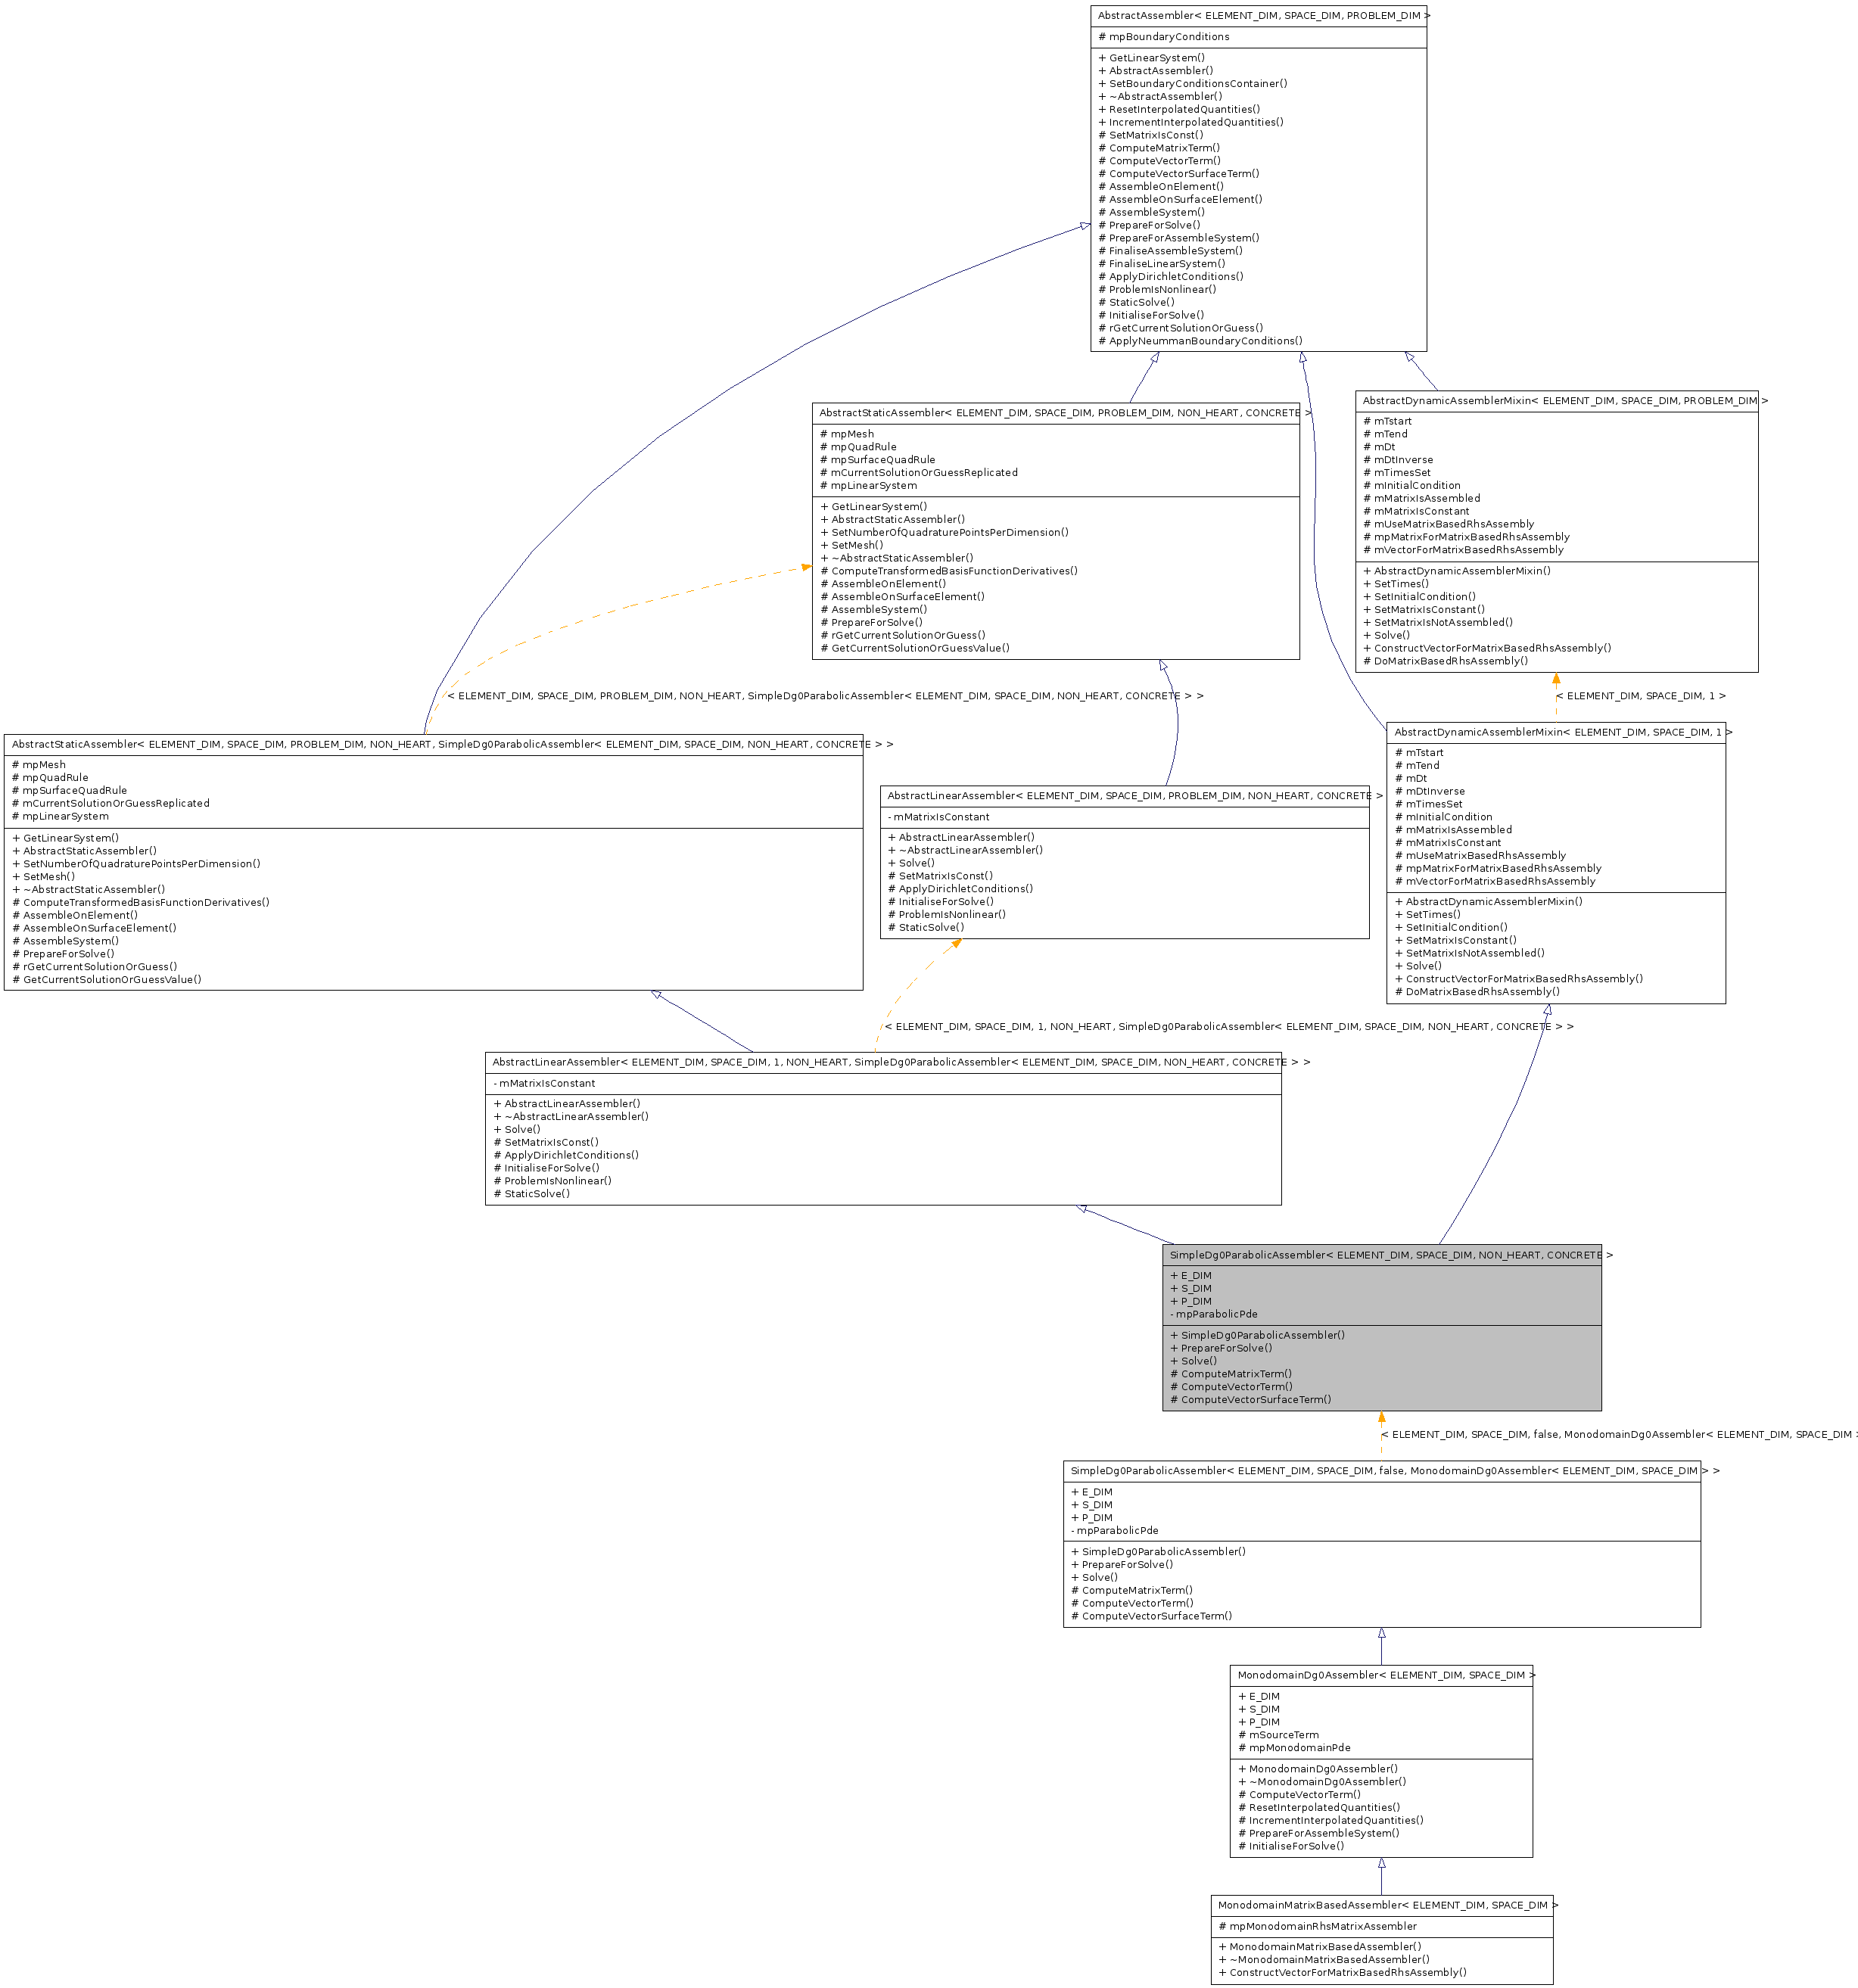 AbstractAssembler< ELEMENT_DIM, SPACE_DIM, PROBLEM_DIM >
# mpBoundaryConditions
+ GetLinearSystem()
+ AbstractAssembler()
+ SetBoundaryConditionsContainer()
+ ~AbstractAssembler()
+ ResetInterpolatedQuantities()
+ IncrementInterpolatedQuantities()
# SetMatrixIsConst()
# ComputeMatrixTerm()
# ComputeVectorTerm()
# ComputeVectorSurfaceTerm()
# AssembleOnElement()
# AssembleOnSurfaceElement()
# AssembleSystem()
# PrepareForSolve()
# PrepareForAssembleSystem()
# FinaliseAssembleSystem()
# FinaliseLinearSystem()
# ApplyDirichletConditions()
# ProblemIsNonlinear()
# StaticSolve()
# InitialiseForSolve()
# rGetCurrentSolutionOrGuess()
# ApplyNeummanBoundaryConditions()
AbstractStaticAssembler< ELEMENT_DIM, SPACE_DIM, PROBLEM_DIM, NON_HEART, CONCRETE >
# mpMesh
# mpQuadRule
# mpSurfaceQuadRule
# mCurrentSolutionOrGuessReplicated
# mpLinearSystem
+ GetLinearSystem()
+ AbstractStaticAssembler()
+ SetNumberOfQuadraturePointsPerDimension()
+ SetMesh()
+ ~AbstractStaticAssembler()
# ComputeTransformedBasisFunctionDerivatives()
# AssembleOnElement()
# AssembleOnSurfaceElement()
# AssembleSystem()
# PrepareForSolve()
# rGetCurrentSolutionOrGuess()
# GetCurrentSolutionOrGuessValue()
AbstractDynamicAssemblerMixin< ELEMENT_DIM, SPACE_DIM, PROBLEM_DIM >
# mTstart
# mTend
# mDt
# mDtInverse
# mTimesSet
# mInitialCondition
# mMatrixIsAssembled
# mMatrixIsConstant
# mUseMatrixBasedRhsAssembly
# mpMatrixForMatrixBasedRhsAssembly
# mVectorForMatrixBasedRhsAssembly
+ AbstractDynamicAssemblerMixin()
+ SetTimes()
+ SetInitialCondition()
+ SetMatrixIsConstant()
+ SetMatrixIsNotAssembled()
+ Solve()
+ ConstructVectorForMatrixBasedRhsAssembly()
# DoMatrixBasedRhsAssembly()
< ELEMENT_DIM, SPACE_DIM, PROBLEM_DIM, NON_HEART, SimpleDg0ParabolicAssembler< ELEMENT_DIM, SPACE_DIM, NON_HEART, CONCRETE > >
< ELEMENT_DIM, SPACE_DIM, 1 >
AbstractStaticAssembler< ELEMENT_DIM, SPACE_DIM, PROBLEM_DIM, NON_HEART, SimpleDg0ParabolicAssembler< ELEMENT_DIM, SPACE_DIM, NON_HEART, CONCRETE > >
# mpMesh
# mpQuadRule
# mpSurfaceQuadRule
# mCurrentSolutionOrGuessReplicated
# mpLinearSystem
+ GetLinearSystem()
+ AbstractStaticAssembler()
+ SetNumberOfQuadraturePointsPerDimension()
+ SetMesh()
+ ~AbstractStaticAssembler()
# ComputeTransformedBasisFunctionDerivatives()
# AssembleOnElement()
# AssembleOnSurfaceElement()
# AssembleSystem()
# PrepareForSolve()
# rGetCurrentSolutionOrGuess()
# GetCurrentSolutionOrGuessValue()
AbstractLinearAssembler< ELEMENT_DIM, SPACE_DIM, PROBLEM_DIM, NON_HEART, CONCRETE >
- mMatrixIsConstant
+ AbstractLinearAssembler()
+ ~AbstractLinearAssembler()
+ Solve()
# SetMatrixIsConst()
# ApplyDirichletConditions()
# InitialiseForSolve()
# ProblemIsNonlinear()
# StaticSolve()
AbstractDynamicAssemblerMixin< ELEMENT_DIM, SPACE_DIM, 1 >
# mTstart
# mTend
# mDt
# mDtInverse
# mTimesSet
# mInitialCondition
# mMatrixIsAssembled
# mMatrixIsConstant
# mUseMatrixBasedRhsAssembly
# mpMatrixForMatrixBasedRhsAssembly
# mVectorForMatrixBasedRhsAssembly
+ AbstractDynamicAssemblerMixin()
+ SetTimes()
+ SetInitialCondition()
+ SetMatrixIsConstant()
+ SetMatrixIsNotAssembled()
+ Solve()
+ ConstructVectorForMatrixBasedRhsAssembly()
# DoMatrixBasedRhsAssembly()
< ELEMENT_DIM, SPACE_DIM, 1, NON_HEART, SimpleDg0ParabolicAssembler< ELEMENT_DIM, SPACE_DIM, NON_HEART, CONCRETE > >
AbstractLinearAssembler< ELEMENT_DIM, SPACE_DIM, 1, NON_HEART, SimpleDg0ParabolicAssembler< ELEMENT_DIM, SPACE_DIM, NON_HEART, CONCRETE > >
- mMatrixIsConstant
+ AbstractLinearAssembler()
+ ~AbstractLinearAssembler()
+ Solve()
# SetMatrixIsConst()
# ApplyDirichletConditions()
# InitialiseForSolve()
# ProblemIsNonlinear()
# StaticSolve()
SimpleDg0ParabolicAssembler< ELEMENT_DIM, SPACE_DIM, NON_HEART, CONCRETE >
+ E_DIM
+ S_DIM
+ P_DIM
- mpParabolicPde
+ SimpleDg0ParabolicAssembler()
+ PrepareForSolve()
+ Solve()
# ComputeMatrixTerm()
# ComputeVectorTerm()
# ComputeVectorSurfaceTerm()
< ELEMENT_DIM, SPACE_DIM, false, MonodomainDg0Assembler< ELEMENT_DIM, SPACE_DIM
SimpleDg0ParabolicAssembler< ELEMENT_DIM, SPACE_DIM, false, MonodomainDg0Assembler< ELEMENT_DIM, SPACE_DIM > >
+ E_DIM
+ S_DIM
+ P_DIM
- mpParabolicPde
+ SimpleDg0ParabolicAssembler()
+ PrepareForSolve()
+ Solve()
# ComputeMatrixTerm()
# ComputeVectorTerm()
# ComputeVectorSurfaceTerm()
MonodomainDg0Assembler< ELEMENT_DIM, SPACE_DIM >
+ E_DIM
+ S_DIM
+ P_DIM
# mSourceTerm
# mpMonodomainPde
+ MonodomainDg0Assembler()
+ ~MonodomainDg0Assembler()
# ComputeVectorTerm()
# ResetInterpolatedQuantities()
# IncrementInterpolatedQuantities()
# PrepareForAssembleSystem()
# InitialiseForSolve()
MonodomainMatrixBasedAssembler< ELEMENT_DIM, SPACE_DIM >
# mpMonodomainRhsMatrixAssembler
+ MonodomainMatrixBasedAssembler()
+ ~MonodomainMatrixBasedAssembler()
+ ConstructVectorForMatrixBasedRhsAssembly()